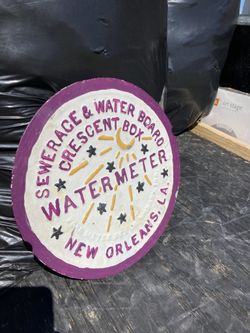 SEWERAGE & WATER BOARD
CRESCENT BOX
WATERMETER
NEW ORLEANS, LA.